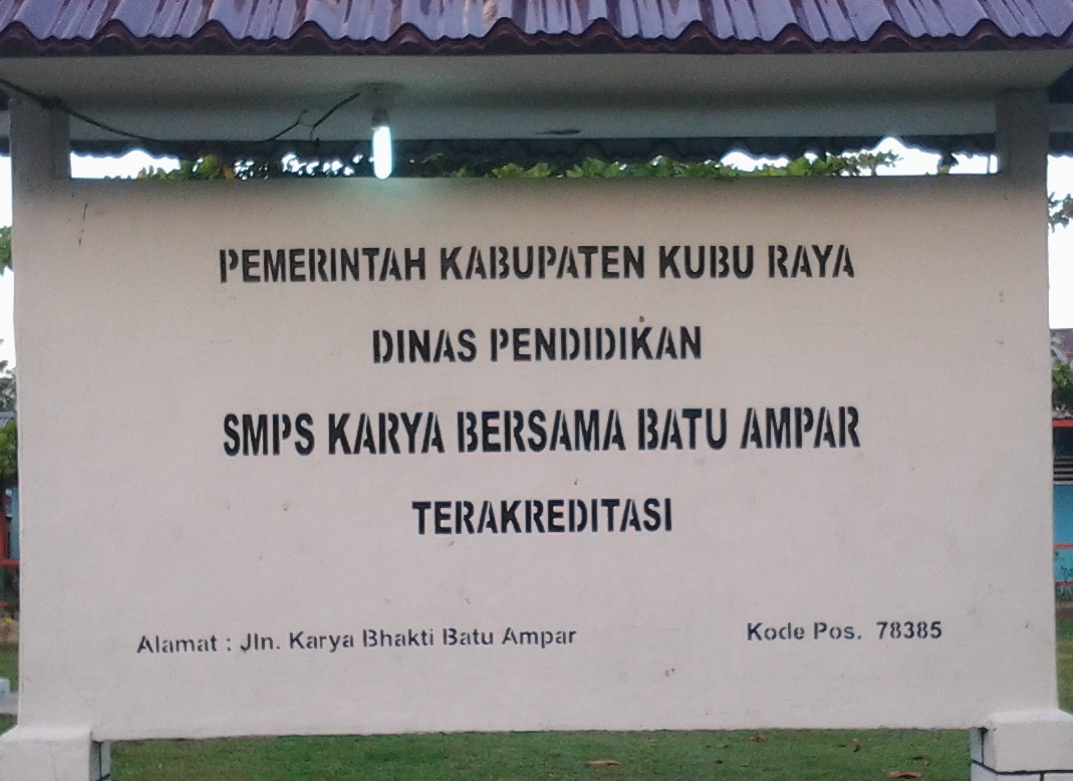 PEMERINTAH KABUPATEN KUBU RAYA
DINAS PENDIDIKAN
SMPS KARYA BERSAMA BATU AMPAR
TERAKREDITASI
Alamat : Jln. Karya Bhakti Batu Ampar Kode Pos. 78385